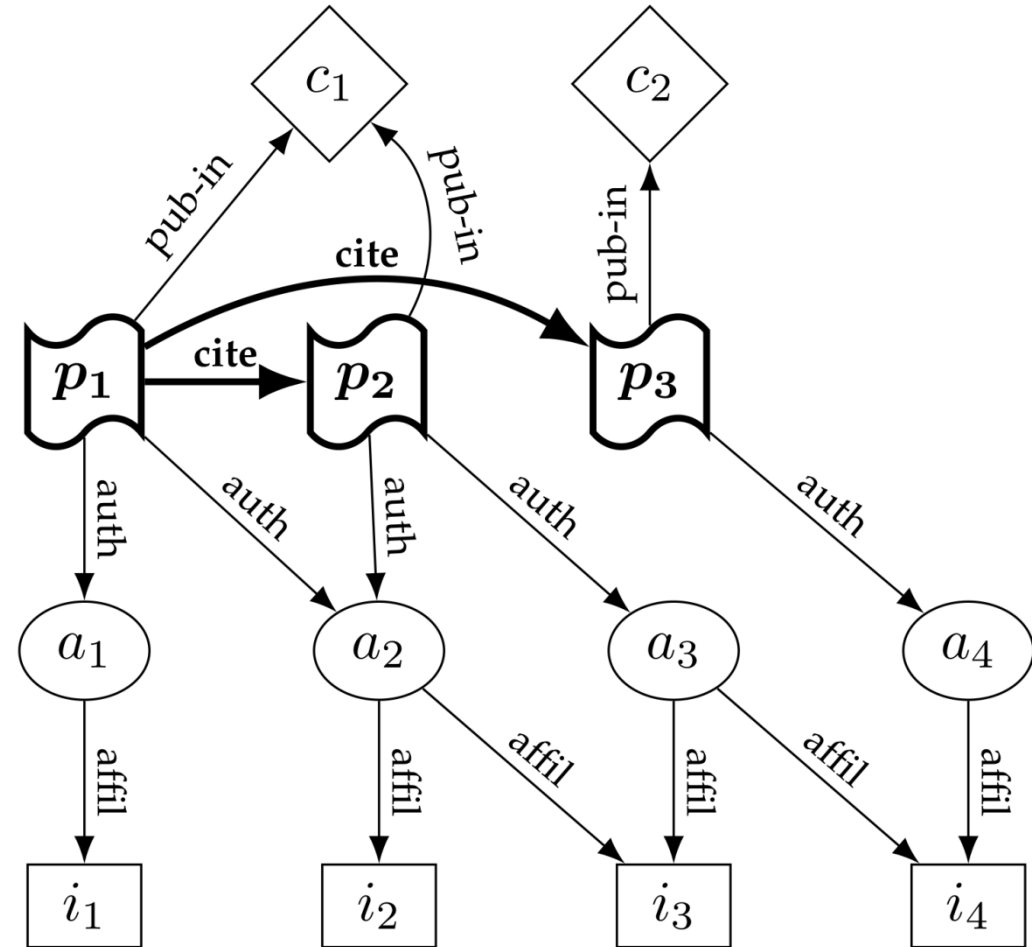 c₁ c₂
pub-in pub-in pub-in
cite
cite
p₁ p₂ p₃
auth auth auth auth auth
a₁ a₂ a₃ a₄
affil affil affil affil affil affil
i₁ i₂ i₃ i₄